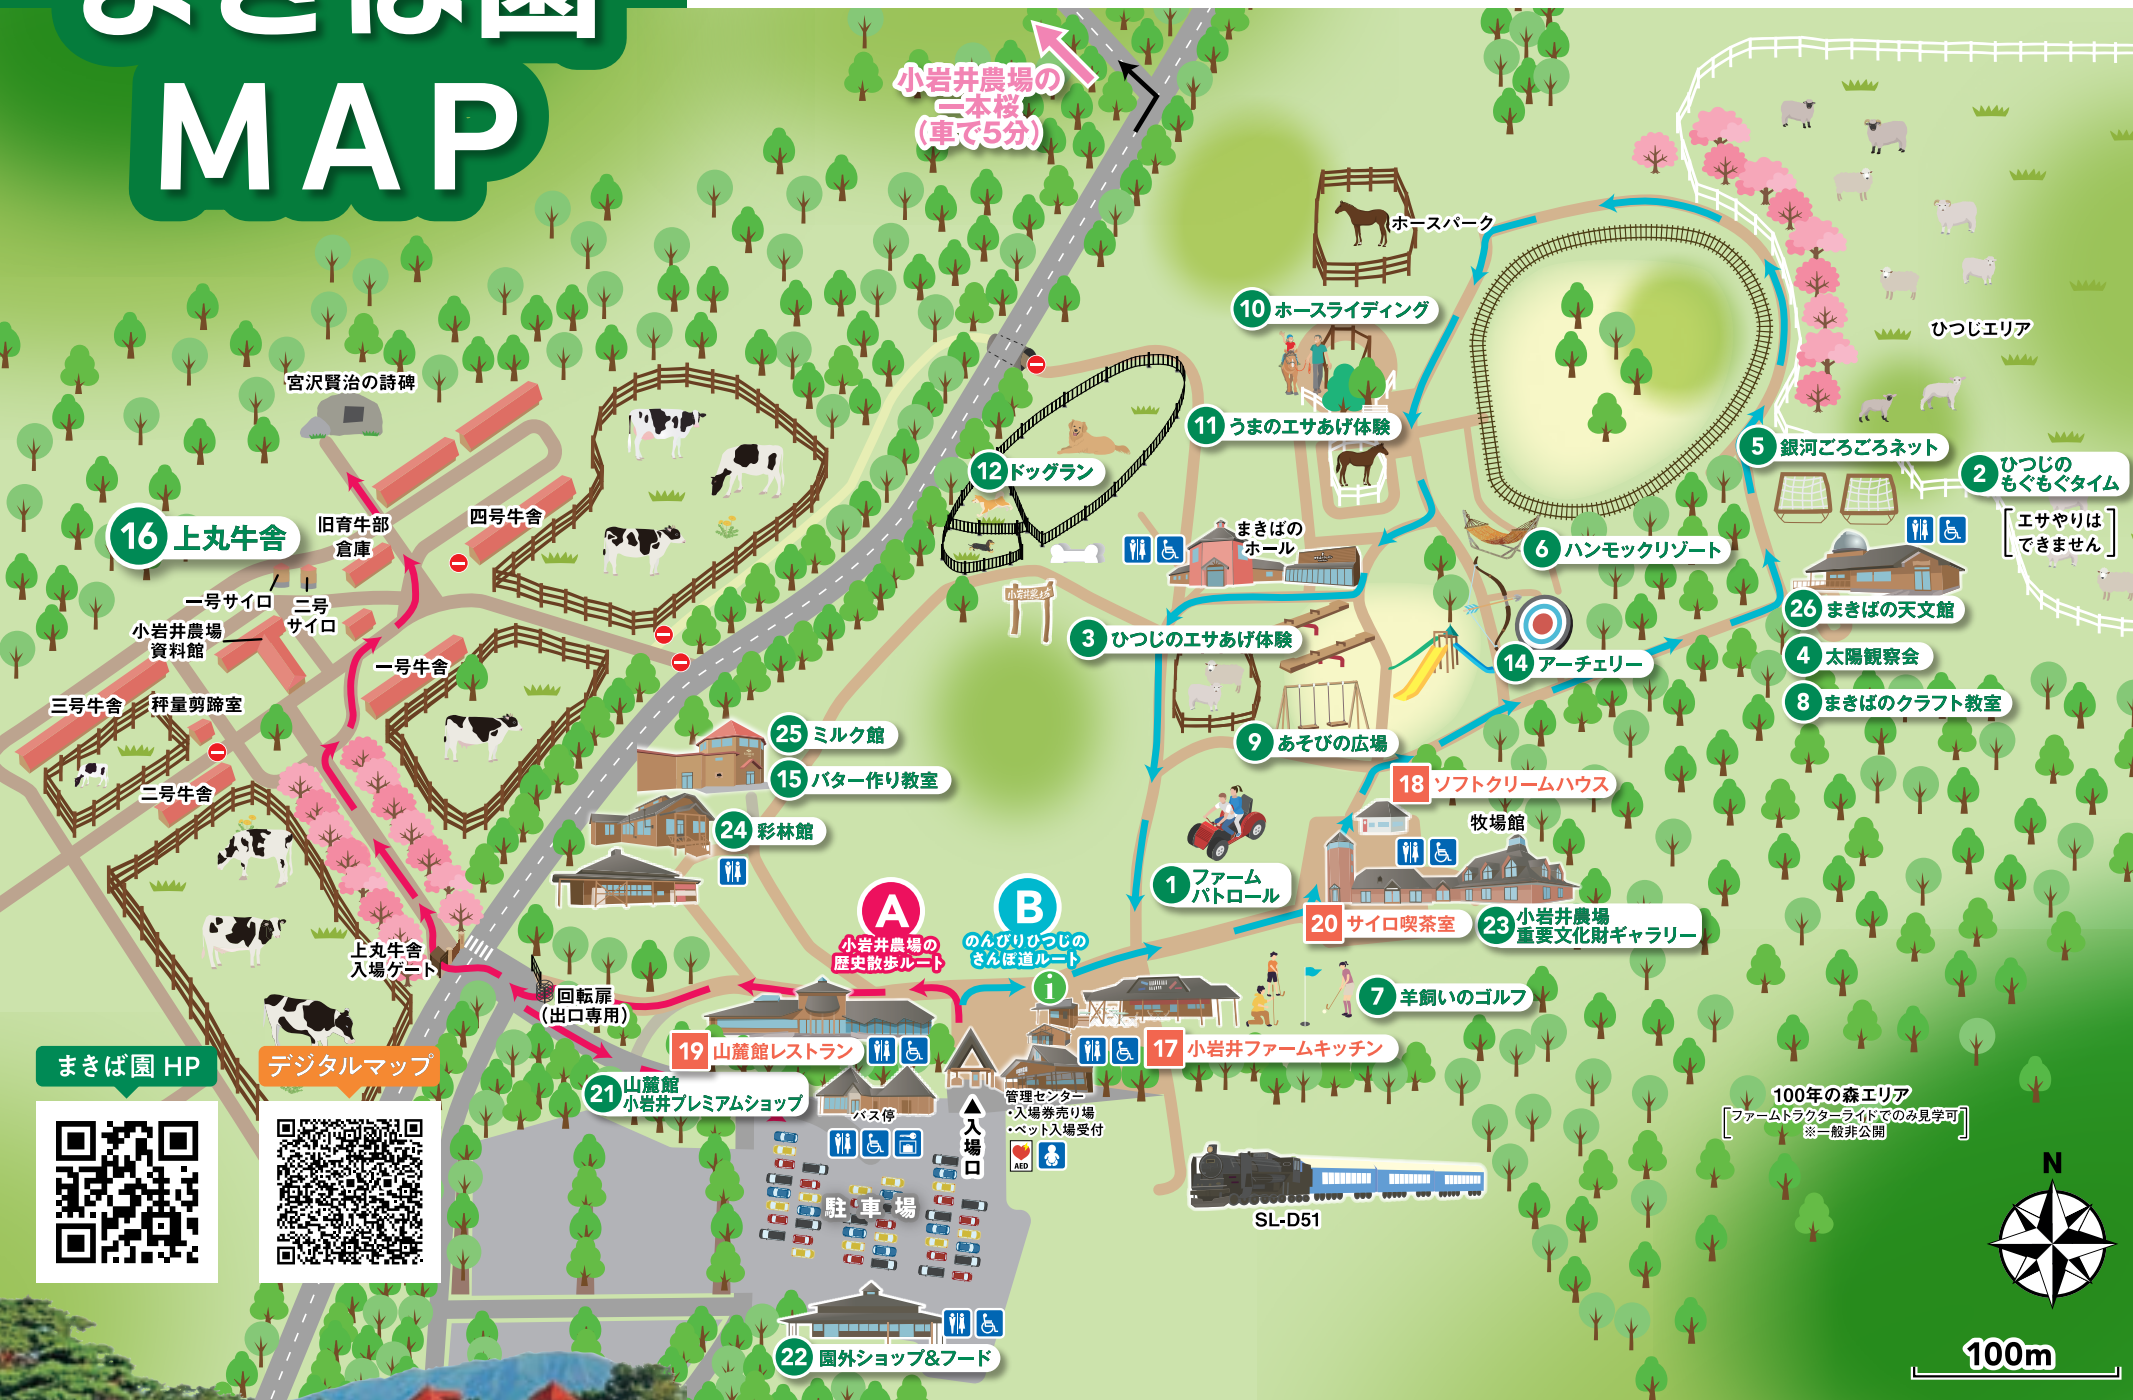 まきば園
MAP
小岩井農場の
一本桜
(車で5分)
ホースパーク
10 ホースライディング
ひつじエリア
宮沢賢治の詩碑
11 うまのエサあげ体験
5 銀河ごろごろネット
12 ドッグラン
2 ひつじの
もぐもぐタイム
エサやりは
できません
四号牛舎
旧育牛部
倉庫
16 上丸牛舎
まきばの
ホール
6 ハンモックリゾート
一号サイロ
二号
サイロ
小岩井農場
26 まきばの天文館
小岩井農場
資料館
3 ひつじのエサあげ体験
一号牛舎
14 アーチェリー
4 太陽観察会
三号牛舎
秤量剪蹄室
8 まきばのクラフト教室
25 ミルク館
9 あそびの広場
15 バター作り教室
18 ソフトクリームハウス
二号牛舎
24 彩林館
牧場館
1 ファーム
パトロール
A
小岩井農場の
歴史散歩ルート
B
のんびりひつじの
さんぽ道ルート
20 サイロ喫茶室
23 小岩井農場
重要文化財ギャラリー
上丸牛舎
入場ゲート
回転扉
(出口専用)
i
7 羊飼いのゴルフ
19 山麓館レストラン
17 小岩井ファームキッチン
21 山麓館
小岩井プレミアムショップ
まきば園 HP
デジタルマップ
バス停
▲入場口
管理センター
・入場券売り場
・ペット入場受付
AED
100年の森エリア
ファームトラクターライドでのみ見学可
※一般非公開
駐車場
SL-D51
N
22 園外ショップ&フード
100m